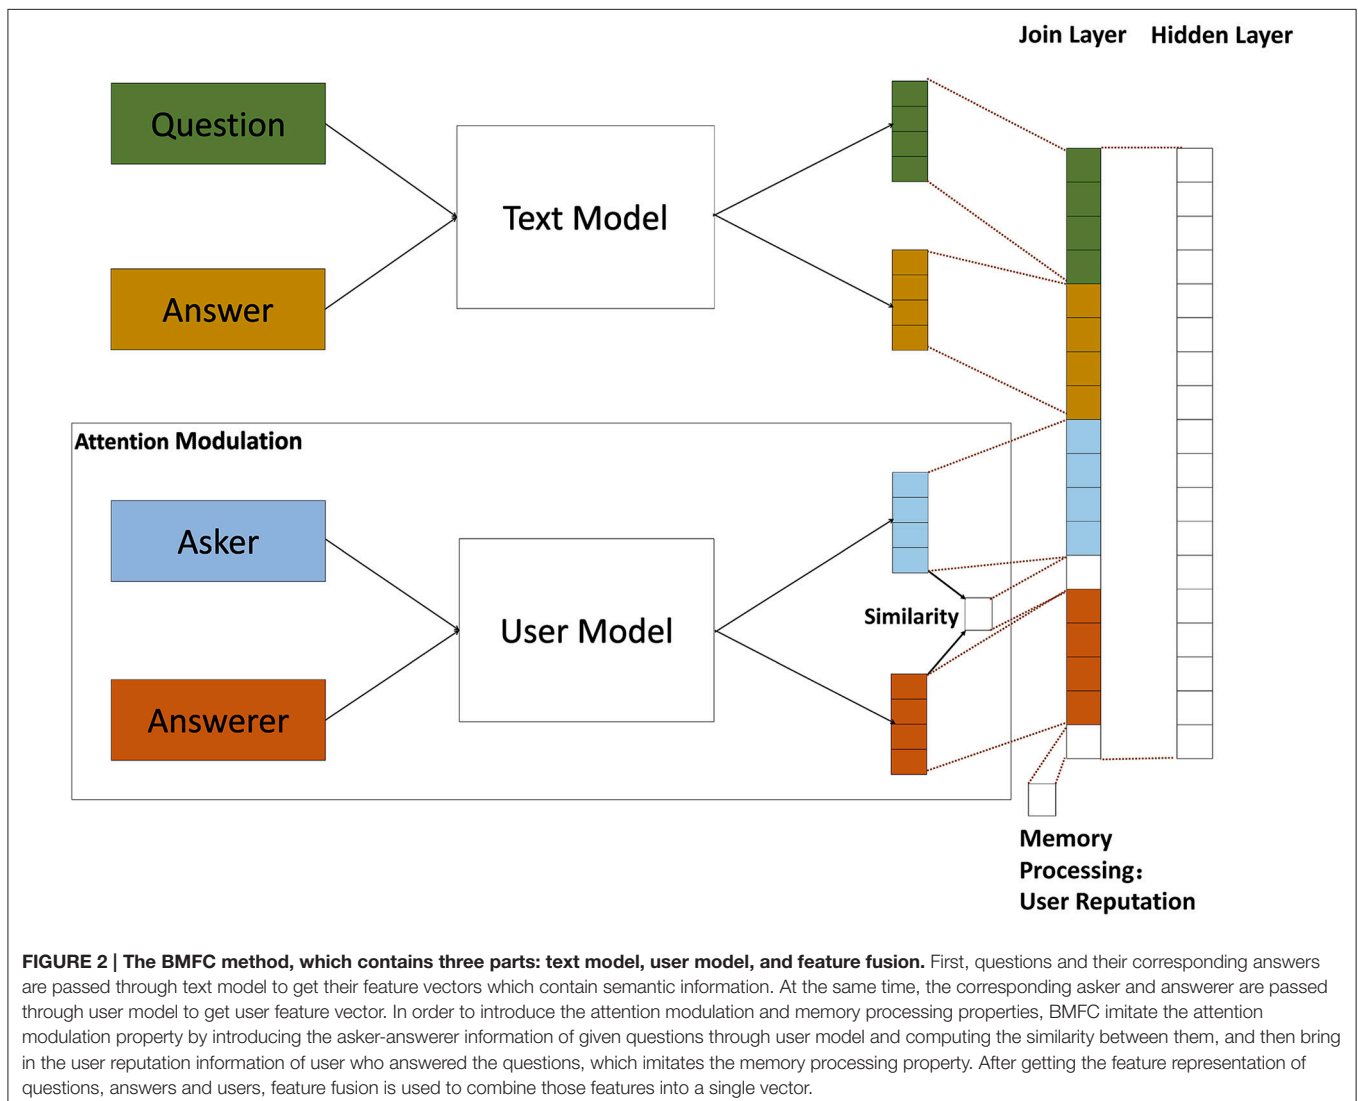 Join Layer Hidden Layer
Question
Text Model
Answer
Attention Modulation
Asker
Similarity
User Model
Answerer
Memory
Processing：
User Reputation
FIGURE 2 | The BMFC method, which contains three parts: text model, user model, and feature fusion. First, questions and their corresponding answers
are passed through text model to get their feature vectors which contain semantic information. At the same time, the corresponding asker and answerer are passed
through user model to get user feature vector. In order to introduce the attention modulation and memory processing properties, BMFC imitate the attention
modulation property by introducing the asker-answerer information of given questions through user model and computing the similarity between them, and then bring
in the user reputation information of user who answered the questions, which imitates the memory processing property. After getting the feature representation of
questions, answers and users, feature fusion is used to combine those features into a single vector.